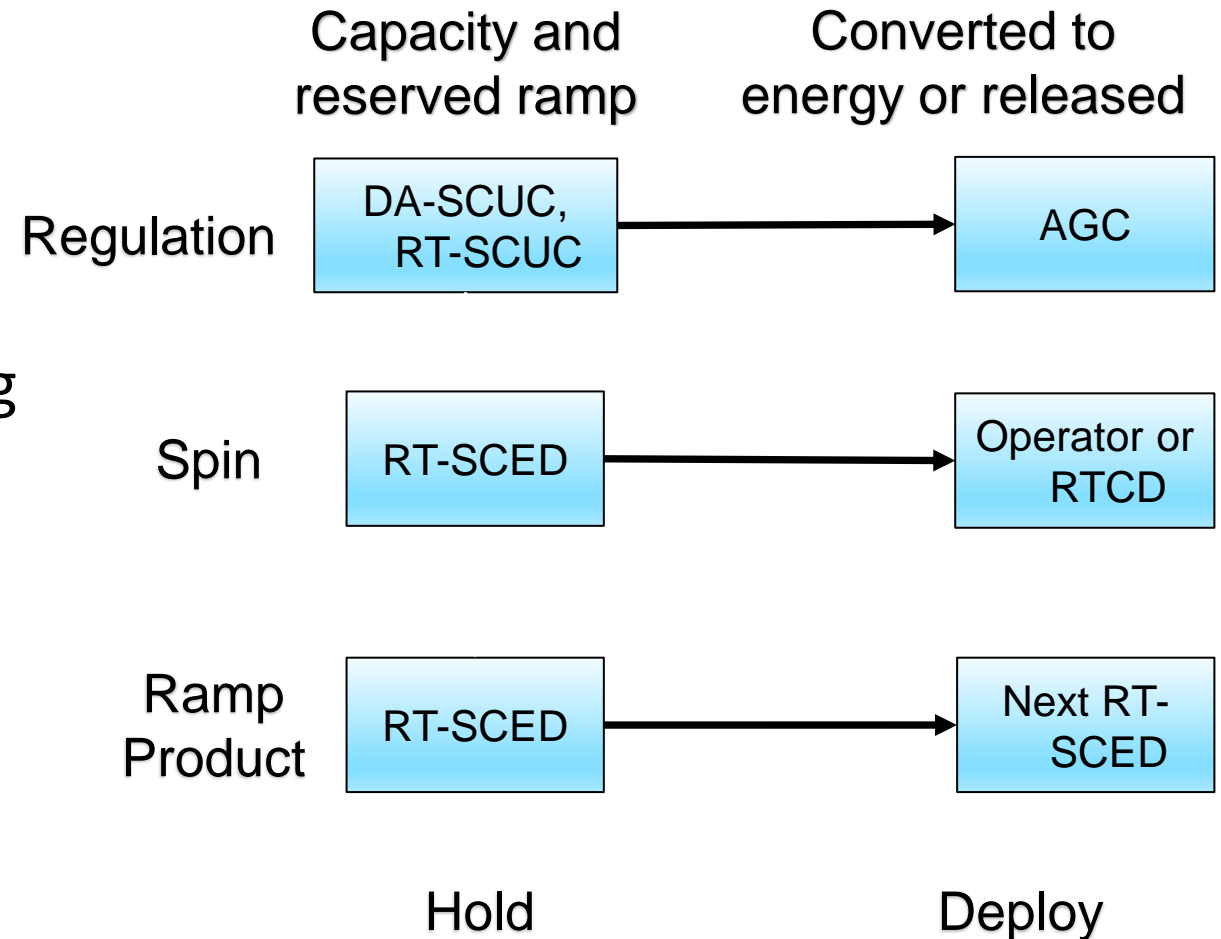 Capacity and
reserved ramp
Converted to
energy or released
Regulation
DA-SCUC,
RT-SCUC
AGC
g
Spin
RT-SCED
Operator or
RTCD
Ramp
Product
RT-SCED
Next RT-
SCED
Hold
Deploy